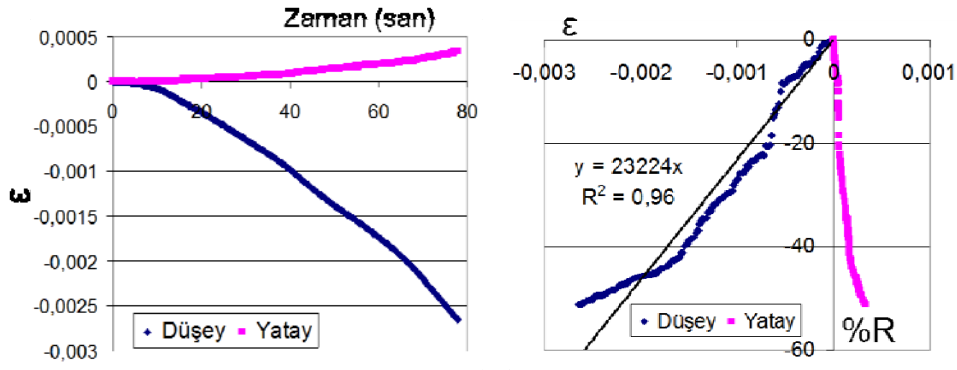 Zaman (san)
0,0005
0
0 20 40 60 80
-0,0005
-0,001
-0,0015
-0,002
-0,0025
-0,003
ε
Düşey Yatay
ε
-0,003 -0,002 -0,001 0 0,001
0
-20
-40
-60
y = 23224x
R² = 0,96
Düşey Yatay
%R